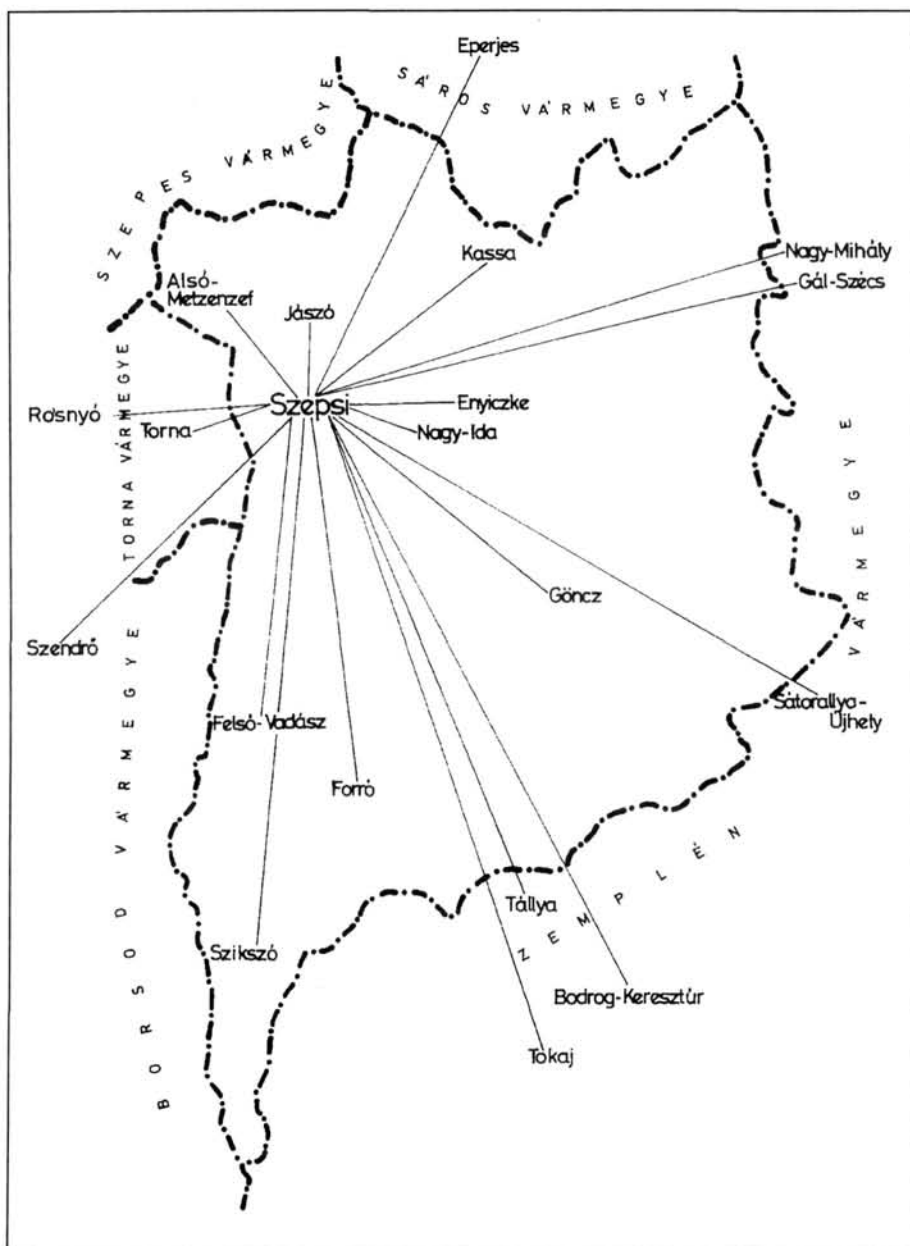 Eperjes
SÁROS VÁRMEGYE
SZEPES VÁRMEGYE
Kassa
Nagy-Mihály
Gál-Szécs
Alsó-
Metzenzef
Jászó
Szepsi
Enyiczke
Nagy-Ida
Rosnyó
Torna
TORNA VÁRMEGYE
Göncz
Szendrő
Sátorallya-
Újhely
Felső-Vadász
Forró
BORSOD VÁRMEGYE
Tállya
ZEMPLÉN VÁRMEGYE
Szikszó
Bodrog-Keresztúr
Tokaj